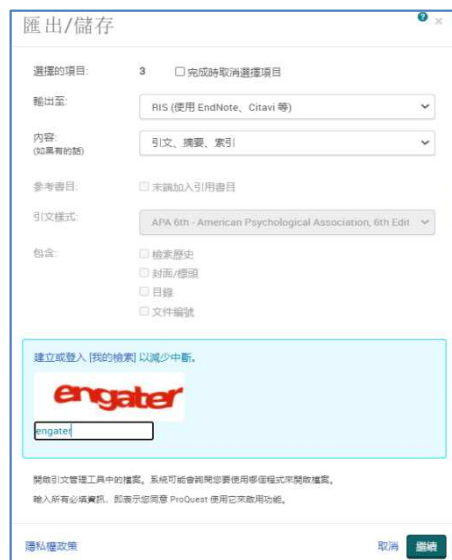 匯出/儲存
? ×
選擇的項目: 3 完成時取消選擇項目
輸出至: RIS (使用 EndNote、Citavi 等)
內容: 引文、摘要、索引
(如果有的話)
參考書目: 末端加入引用書目
引文樣式: APA 6th - American Psychological Association, 6th Edit
包含: 檢索歷史
封面/標頭
目錄
文件編號
建立或登入 [我的檢索] 以減少中斷。
engater
engater
開啟引文管理工具中的檔案。系統可能會詢問您要使用哪個程式來開啟檔案。
輸入所有必填資訊，即表示您同意 ProQuest 使用它來啟用功能。
隱私權政策 取消 繼續